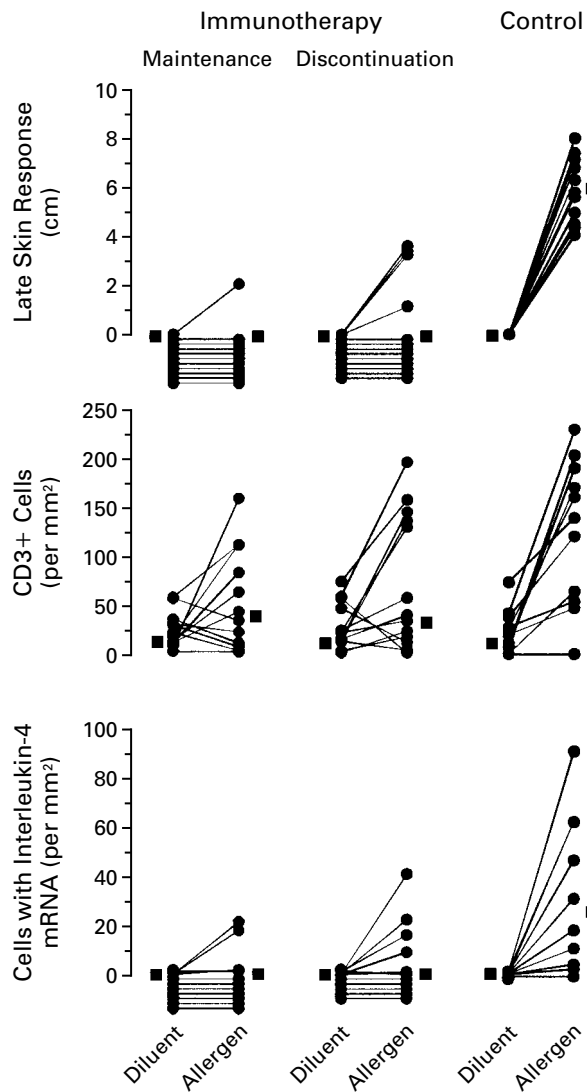 Immunotherapy Control
Maintenance Discontinuation
Late Skin Response
(cm)
10
8
6
4
2
0
CD3+ Cells
(per mm²)
250
200
150
100
50
0
Cells with Interleukin-4
mRNA (per mm²)
100
80
60
40
20
0
Diluent Allergen Diluent Allergen Diluent Allergen